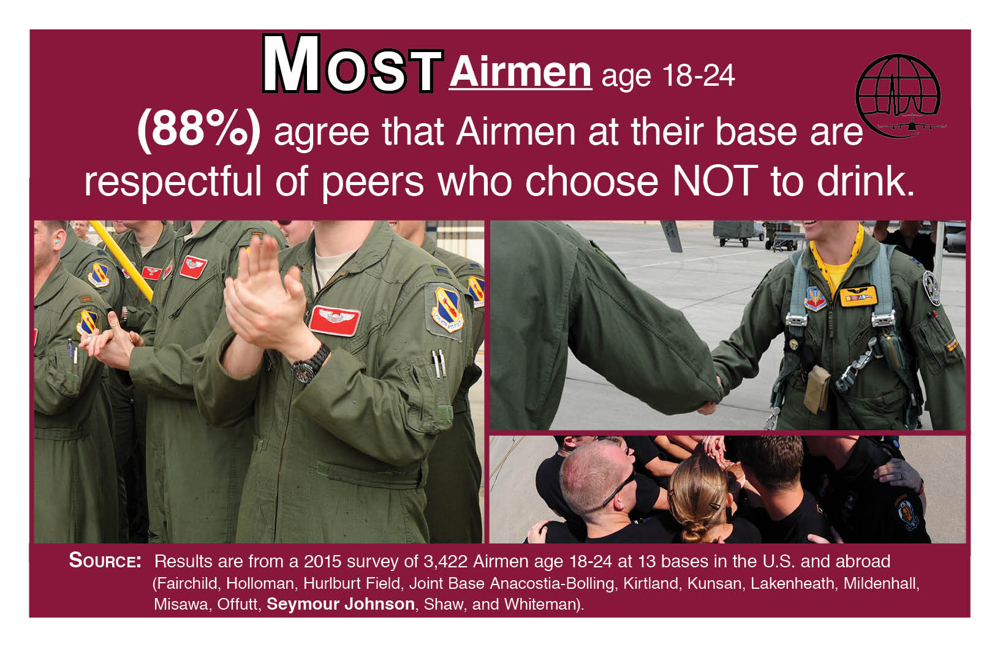 MOST Airmen age 18-24
(88%) agree that Airmen at their base are
respectful of peers who choose NOT to drink.
SOURCE: Results are from a 2015 survey of 3,422 Airmen age 18-24 at 13 bases in the U.S. and abroad
(Fairchild, Holloman, Hurlburt Field, Joint Base Anacostia-Bolling, Kirtland, Kunsan, Lakenheath, Mildenhall,
Misawa, Offutt, Seymour Johnson, Shaw, and Whiteman).